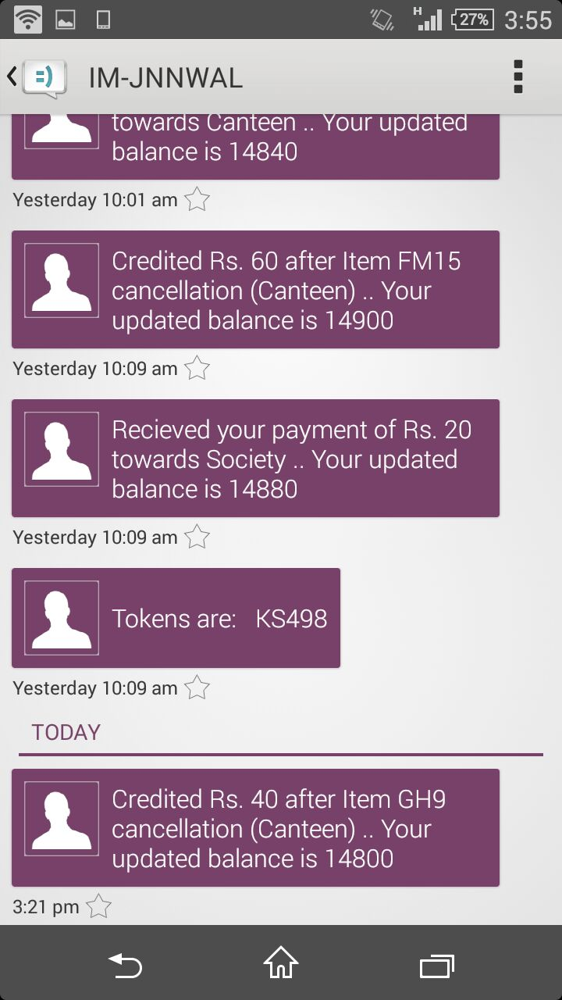 H
27%
3:55
=)
IM-JNNWAL
towards Canteen .. Your updated
balance is 14840
Yesterday 10:01 am
Credited Rs. 60 after Item FM15
cancellation (Canteen) .. Your
updated balance is 14900
Yesterday 10:09 am
Recieved your payment of Rs. 20
towards Society .. Your updated
balance is 14880
Yesterday 10:09 am
Tokens are:   KS498
Yesterday 10:09 am
TODAY
Credited Rs. 40 after Item GH9
cancellation (Canteen) .. Your
updated balance is 14800
3:21 pm